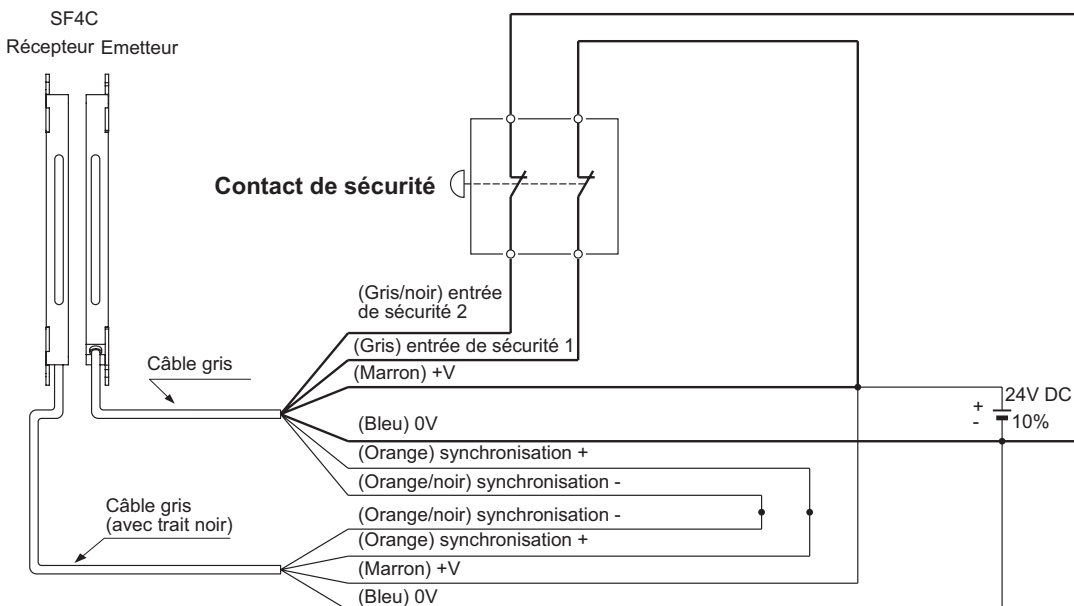 SF4C
Récepteur Emetteur
Contact de sécurité
(Gris/noir) entrée
de sécurité 2
(Gris) entrée de sécurité 1
Câble gris
(Marron) +V
24V DC
+
-
10%
(Bleu) 0V
(Orange) synchronisation +
(Orange/noir) synchronisation -
Câble gris
(avec trait noir)
(Orange/noir) synchronisation -
(Orange) synchronisation +
(Marron) +V
(Bleu) 0V